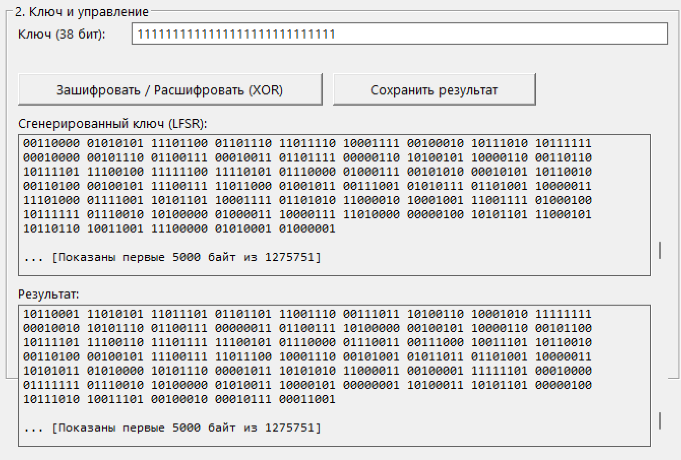 2. Ключ и управление
Ключ (38 бит): 1111111111111111111111111111
Зашифровать / Расшифровать (XOR) Сохранить результат
Сгенерированный ключ (LFSR):
00110000 01010101 11101100 01101110 11011110 10001111 00100010 10111010 10111111
00010000 00101110 01100111 00010011 01101111 00000110 10100101 10000110 00110110
10111101 11100100 11111100 11110101 01110000 01000111 00101010 00010101 10110010
00110100 00100101 11100111 11011000 01001011 00111001 01010111 01101001 10000011
11101000 01111001 10101101 10001111 01101010 11000010 10001001 11001111 01000100
10111111 01110010 10100000 01000011 10000111 11010000 00000100 10101101 11000101
10110110 10011001 11100000 01010001 01000001
... [Показаны первые 5000 байт из 1275751]
Результат:
10110001 11010101 11011101 01101101 11001110 00111011 10100110 10001010 11111111
00010010 10101110 01100111 00000011 01100111 10100000 00100101 10000110 00101100
10111101 11100110 11101111 11100101 01110000 01110011 00111000 10011101 10110010
00110100 00100101 11100111 11011100 10001110 00101001 01011011 01101001 10000011
10101011 01010000 10101110 00001011 10101010 11000011 00100001 11111101 00010000
01111111 01110010 10100000 01010011 10000101 00000001 10100011 10101101 00000100
10111010 10011101 00100010 00010111 00011001
... [Показаны первые 5000 байт из 1275751]